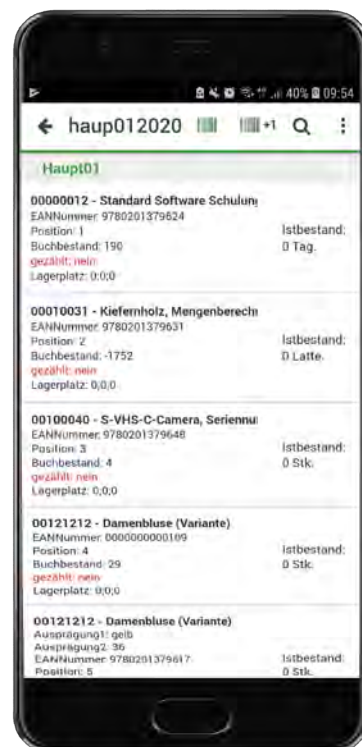 40% 09:54
haup012020 +1
Haupt01
00000012 - Standard Software Schulung
EANNummer: 9780201379624
Position: 1
Istbestand:
Buchbestand: 190
0 Tag.
gezählt: nein
Lagerplatz: 0;0;0
00010031 - Kiefernholz, Mengenberechn
EANNummer: 9780201379631
Position: 2
Istbestand:
Buchbestand: -1752
0 Latte.
gezählt: nein
Lagerplatz: 0;0;0
00100040 - S-VHS-C-Camera, Seriennu
EANNummer: 9780201379648
Position: 3
Istbestand:
Buchbestand: 4
0 Stk.
gezählt: nein
Lagerplatz: 0;0;0
00121212 - Damenbluse (Variante)
EANNummer: 0000000000109
Position: 4
Istbestand:
Buchbestand: 29
0 Stk.
gezählt: nein
Lagerplatz: 0;0;0
00121212 - Damenbluse (Variante)
Ausprägung1: gelb
Ausprägung2: 36
EANNummer: 9780201379617
Istbestand:
Position: 5
0 Stk.